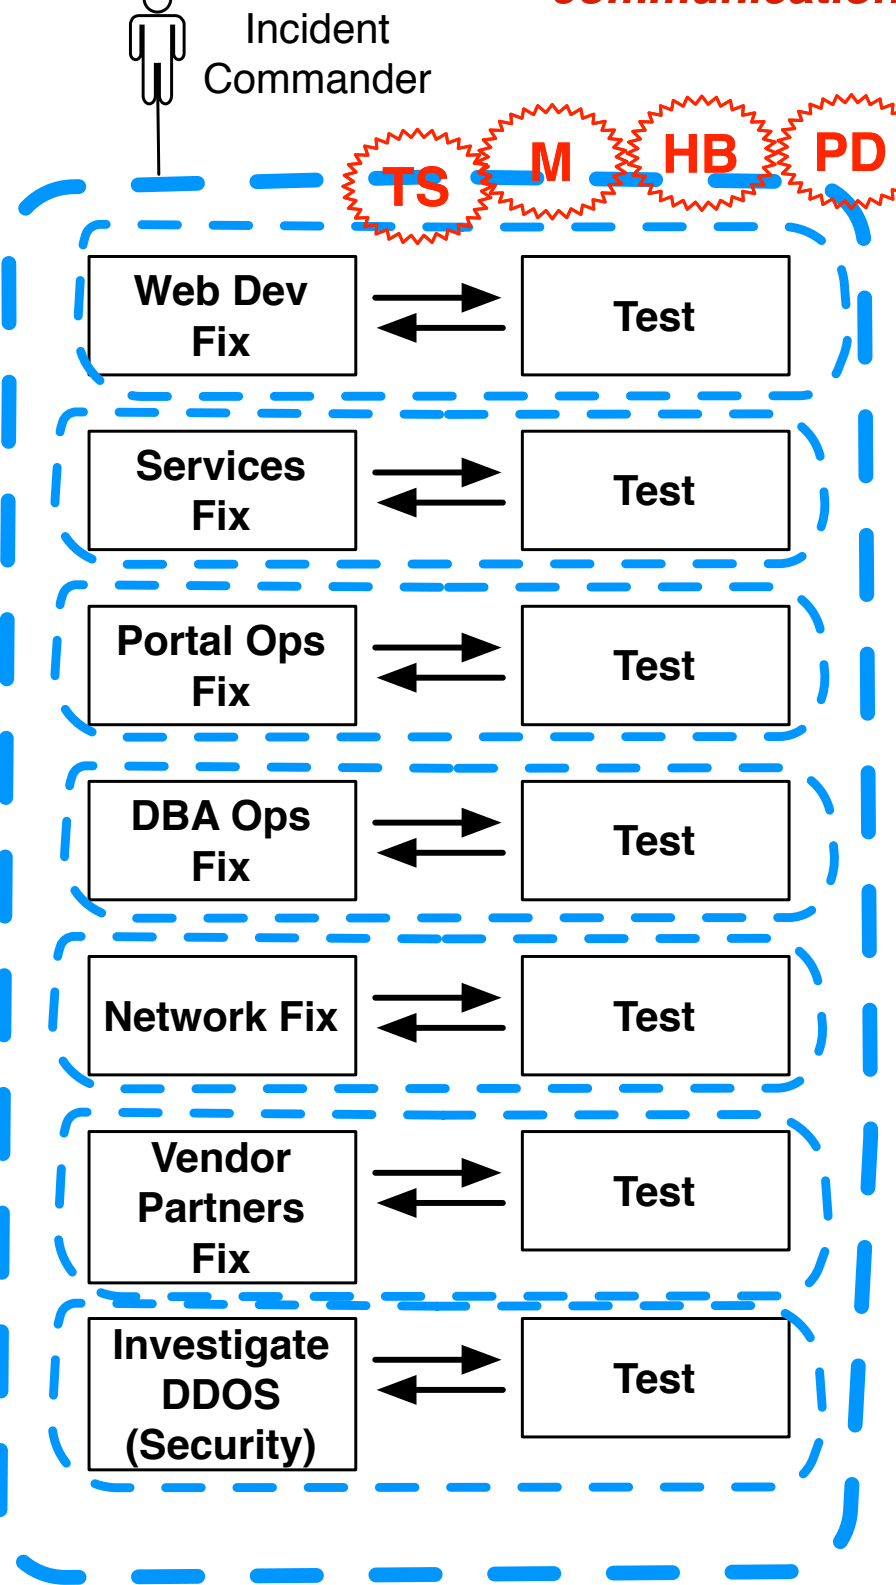 communication
Incident
Commander
TS M HB PD
Web Dev
Fix
Test
Services
Fix
Test
Portal Ops
Fix
Test
DBA Ops
Fix
Test
Network Fix
Test
Vendor
Partners
Fix
Test
Investigate
DDOS
(Security)
Test